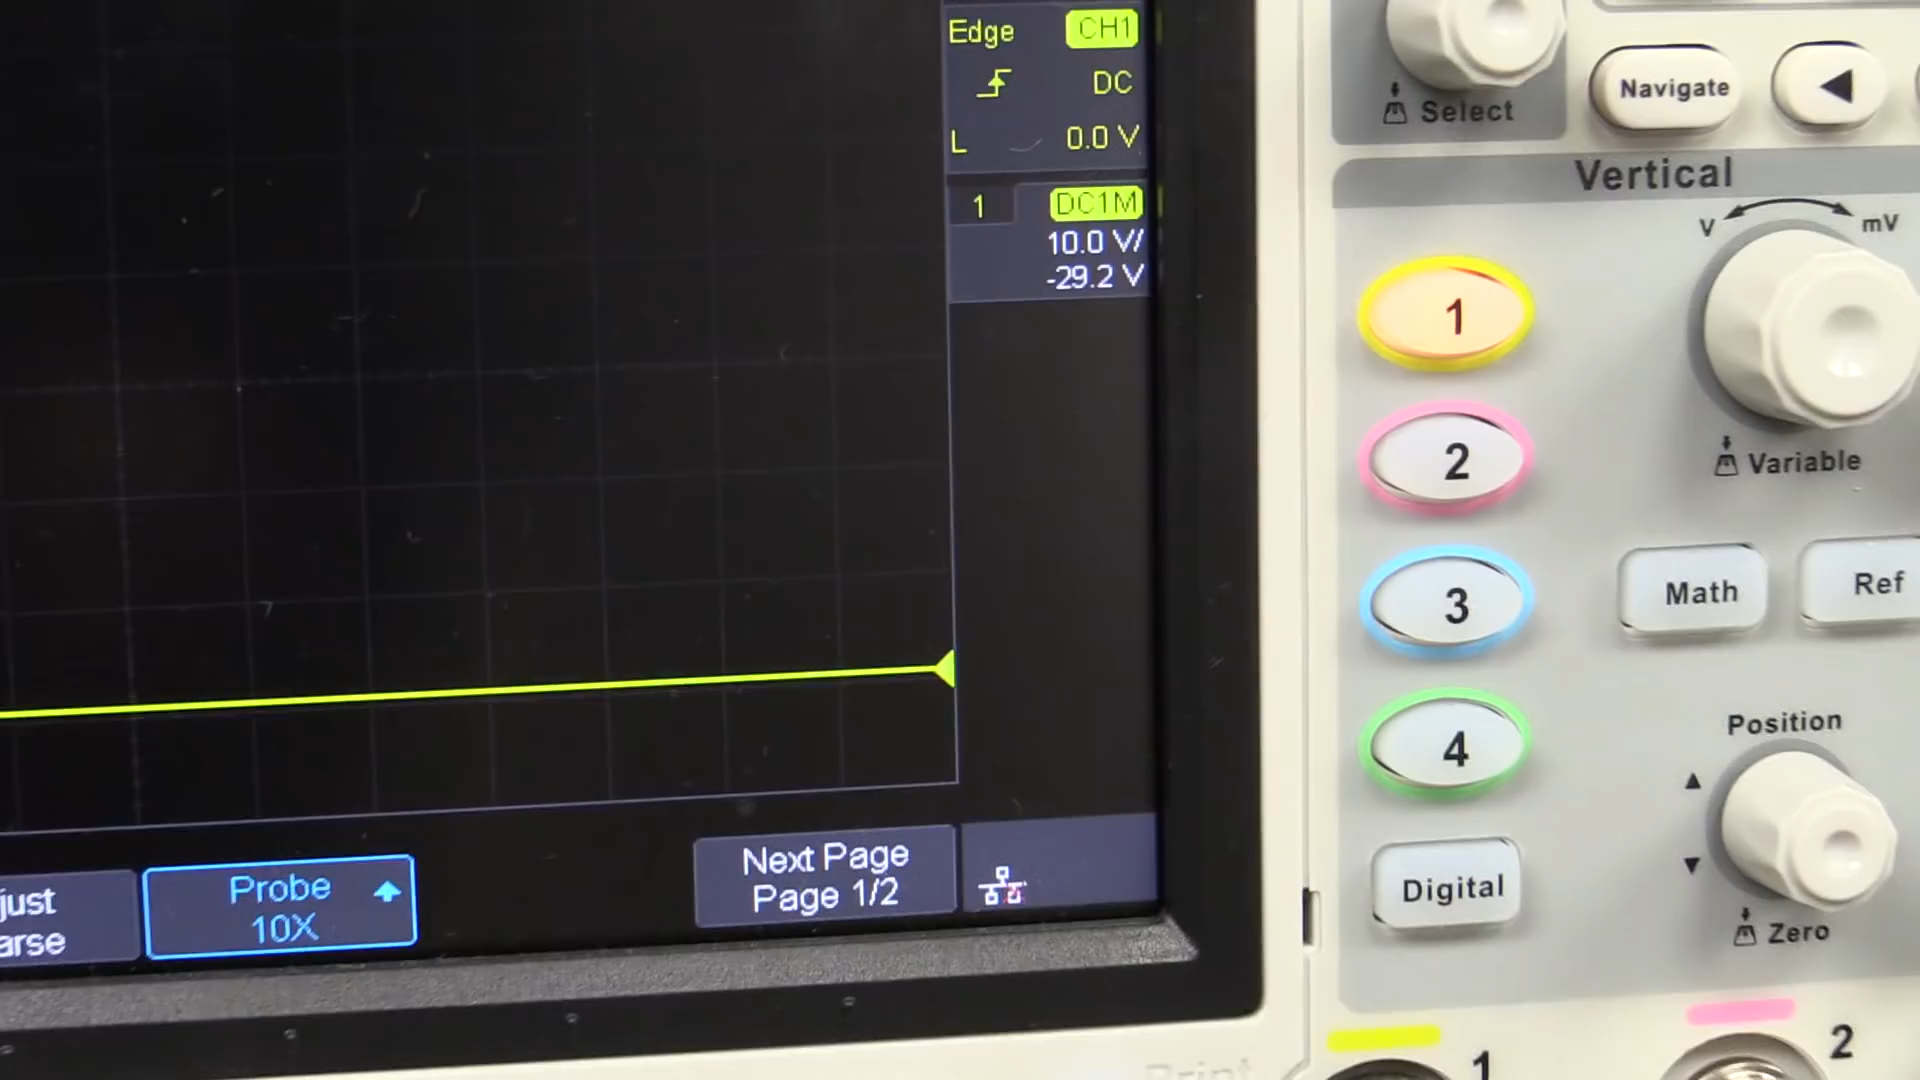 Edge CH1
DC
L 0.0 V
1 DC1M
10.0 V/
-29.2 V
Next Page
Page 1/2
Probe
10X
just
arse
Select
Navigate
Vertical
V mV
1
Variable
2
Math
Ref
3
4
Position
Digital
Zero
Print
1
2